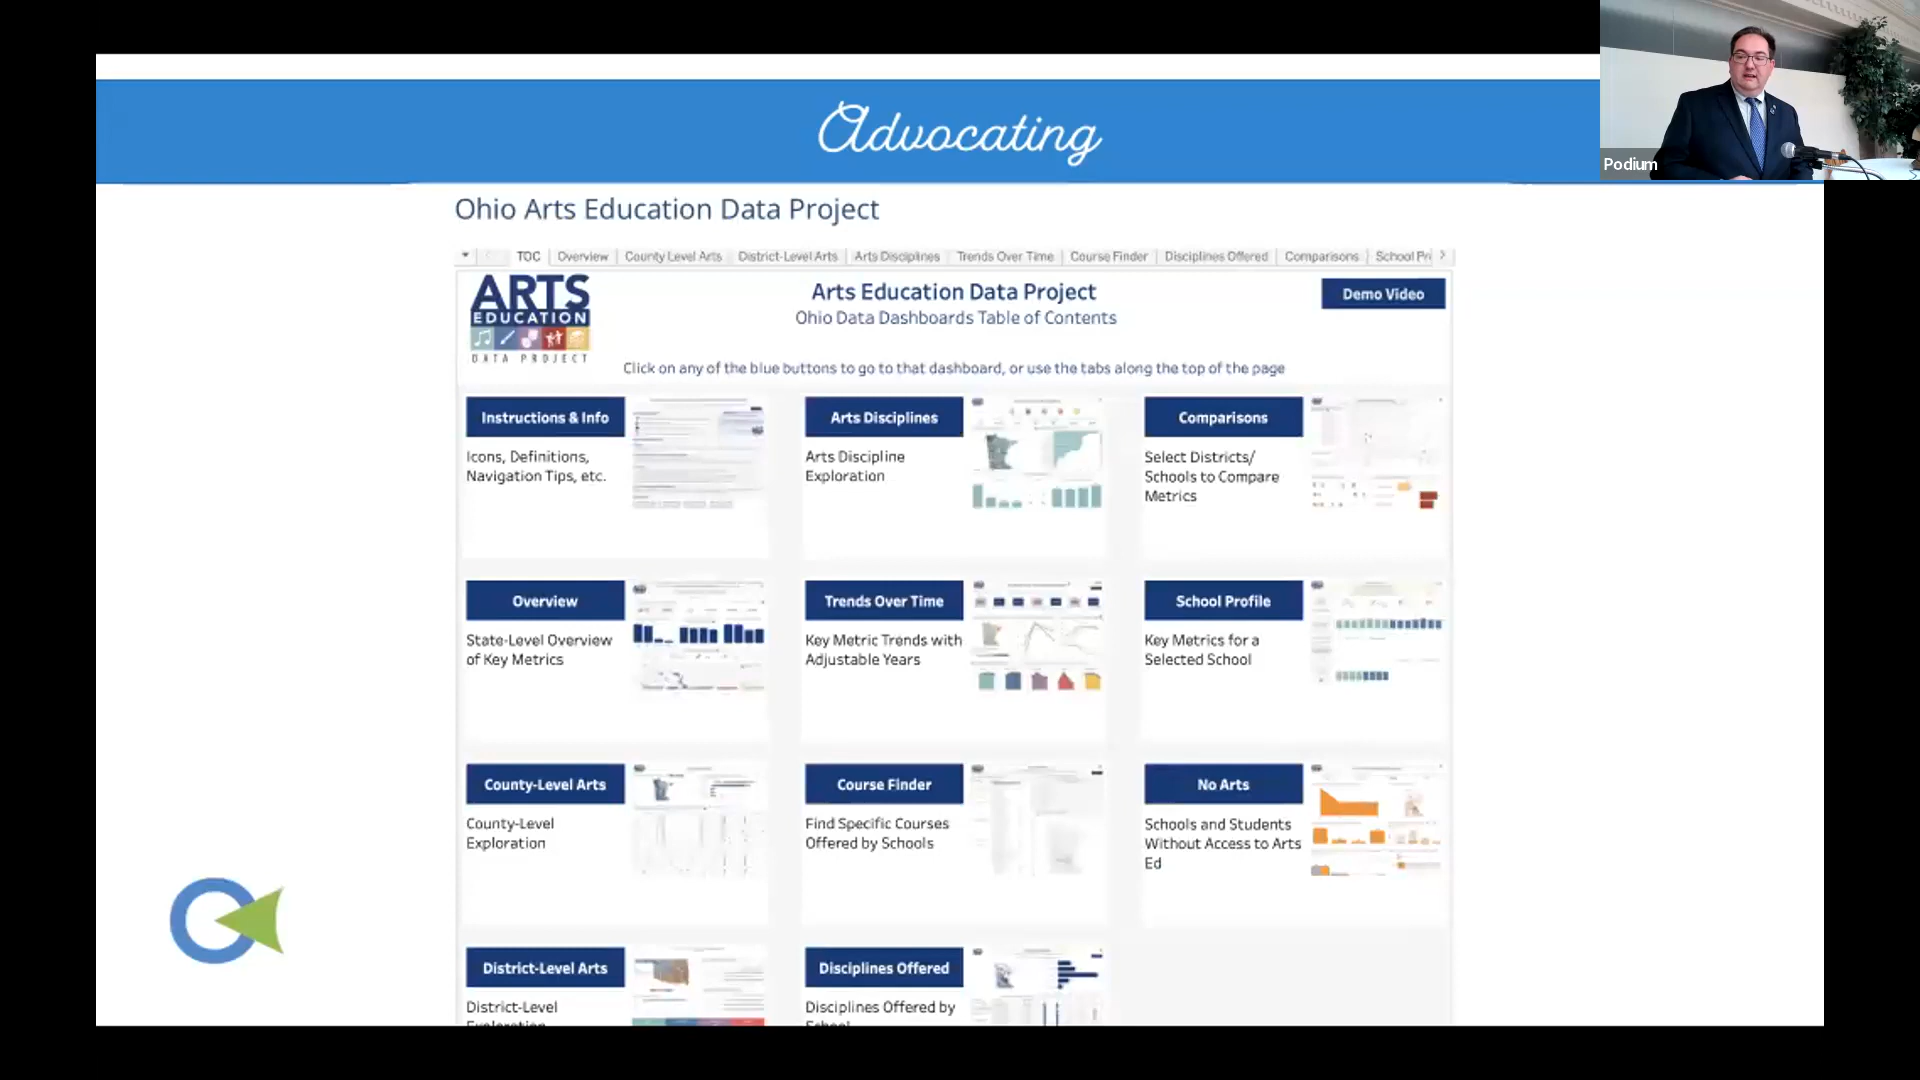 Advocating
Podium
Ohio Arts Education Data Project
TOC
Overview
County Level Arts
District-Level Arts
Arts Disciplines
Trends Over Time
Course Finder
Disciplines Offered
Comparisons
School Pr
ARTS
EDUCATION
DATA PROJECT
Arts Education Data Project
Ohio Data Dashboards Table of Contents
Demo Video
Click on any of the blue buttons to go to that dashboard, or use the tabs along the top of the page
Instructions & Info
Icons, Definitions,
Navigation Tips, etc.
Arts Disciplines
Arts Discipline
Exploration
Comparisons
Select Districts/
Schools to Compare
Metrics
Overview
State-Level Overview
of Key Metrics
Trends Over Time
Key Metric Trends with
Adjustable Years
School Profile
Key Metrics for a
Selected School
County-Level Arts
County-Level
Exploration
Course Finder
Find Specific Courses
Offered by Schools
No Arts
Schools and Students
Without Access to Arts
Ed
District-Level Arts
District-Level
Exploration
Disciplines Offered
Disciplines Offered by
School